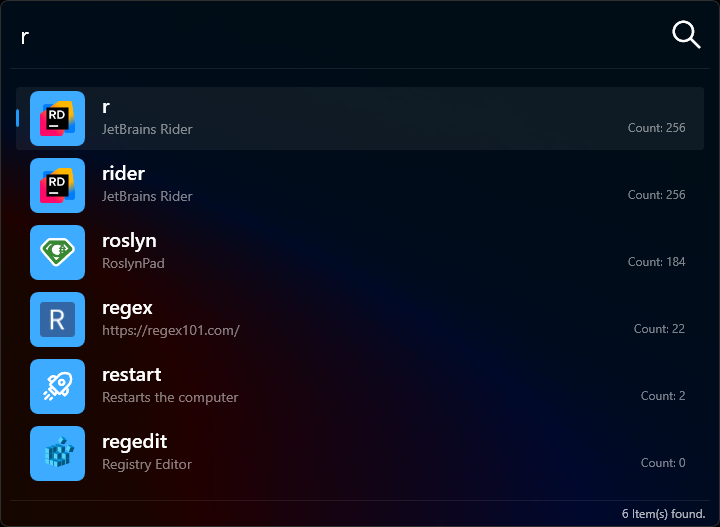 r
RD
r
JetBrains Rider
Count: 256
RD
rider
JetBrains Rider
Count: 256
roslyn
RoslynPad
Count: 184
R
regex
https://regex101.com/
Count: 22
restart
Restarts the computer
Count: 2
regedit
Registry Editor
Count: 0
6 Item(s) found.